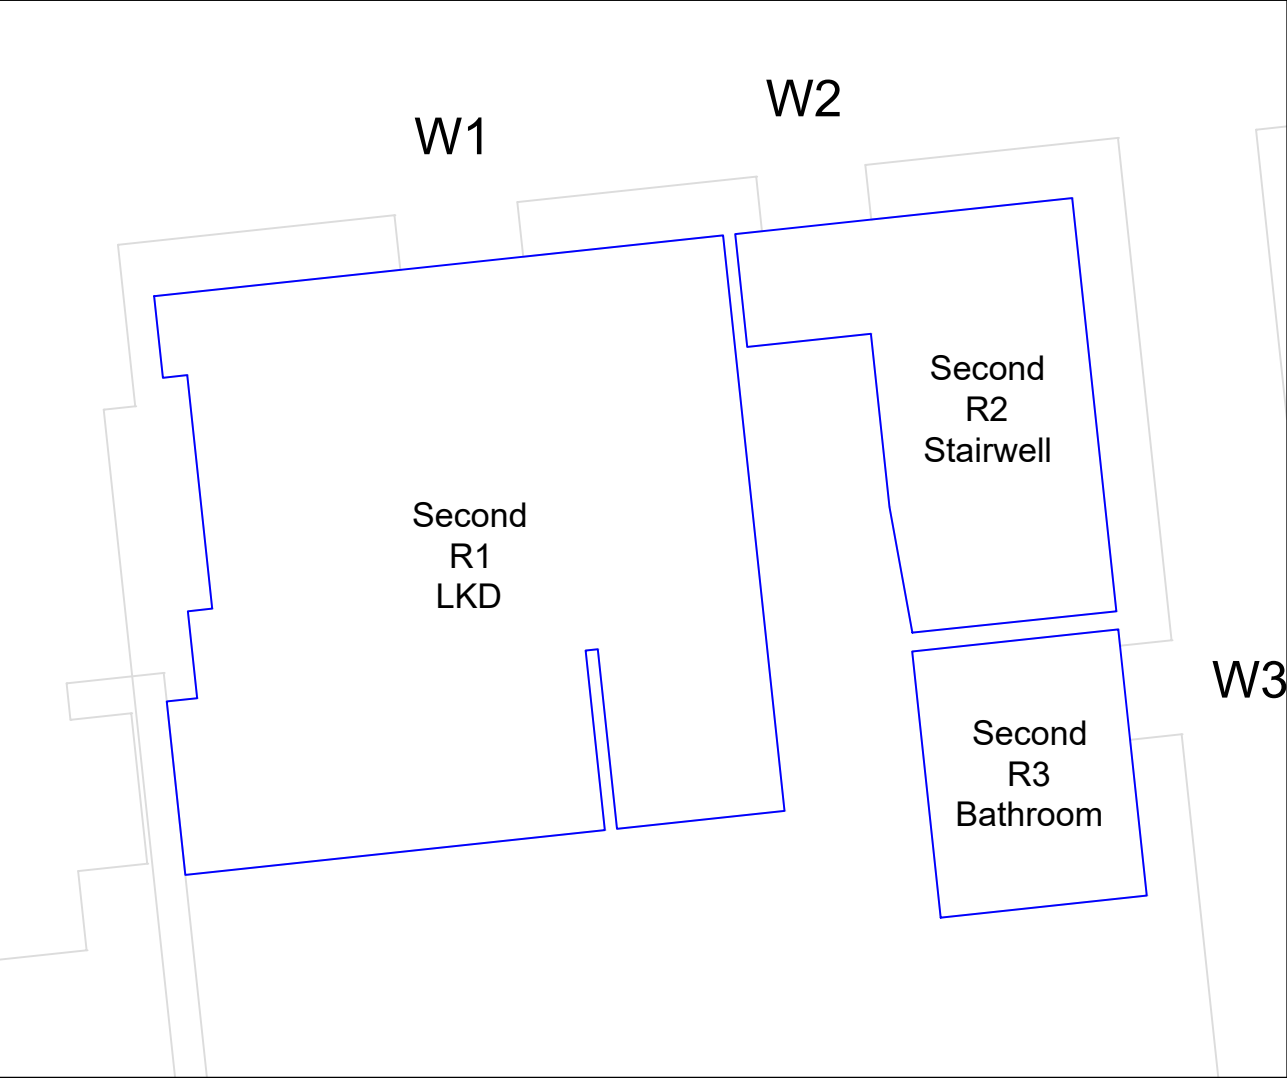 W1
W2
Second
R2
Stairwell
Second
R1
LKD
W3
Second
R3
Bathroom